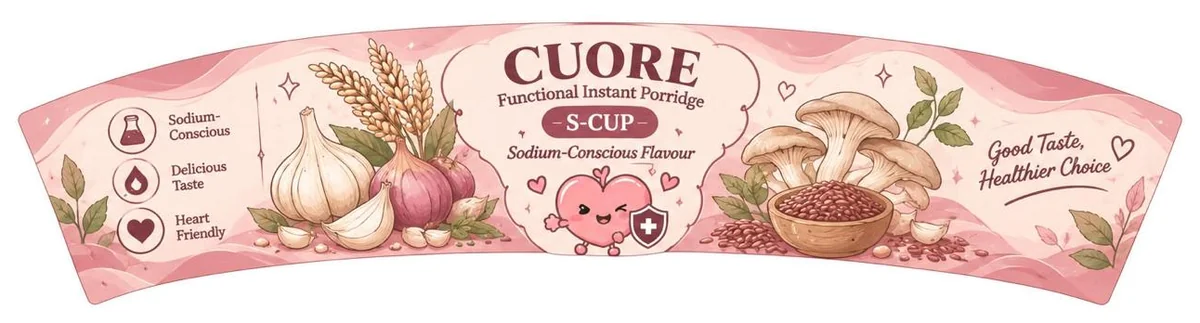 Sodium-
Conscious
Delicious
Taste
Heart
Friendly
CUORE
Functional Instant Porridge
- S-CUP -
Sodium-Conscious Flavour
Good Taste,
Healthier Choice